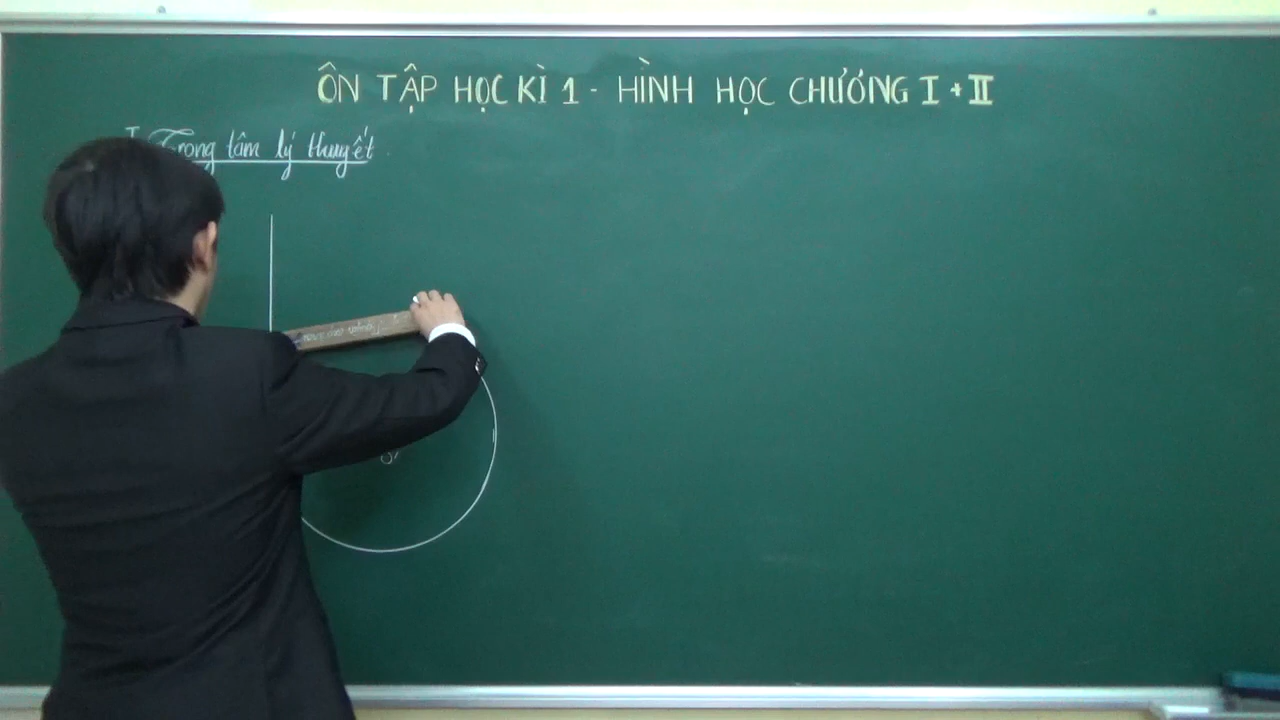 ÔN TẬP HỌC KÌ 1 - HÌNH HỌC CHƯƠNG I + II
I Trọng tâm lý thuyết
O